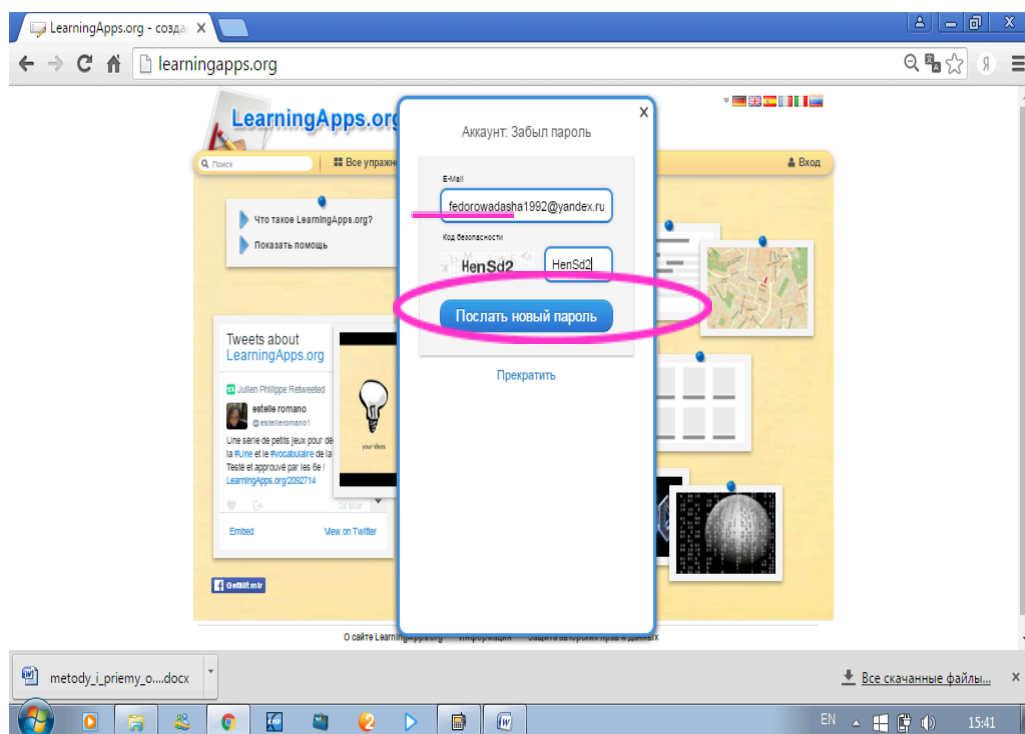 LearningApps.org - созда
learningapps.org
Я
LearningApps.org
Поиск
Все упражн
Вход
Что такое LearningApps.org?
Показать помощь
Аккаунт: Забыл пароль
E-Mail
fedorowadasha1992@yandex.ru
Код безопасности
HenSd2
HenSd2
Послать новый пароль
Прекратить
Tweets about
LearningApps.org
Julien Philippe Retweeted
estelle romano
@estelleromano1
Une série de petits jeux pour dé
la #Une et le #vocabulaire de la
Testé et approuvé par les 6e !
LearningApps.org/2092714
24 Mar
Embed
View on Twitter
your ideas
О сайте LearningApps.org
Информация
Защита авторских прав и данных
metody_i_priemy_o....docx
Все скачанные файлы...
EN
15:41